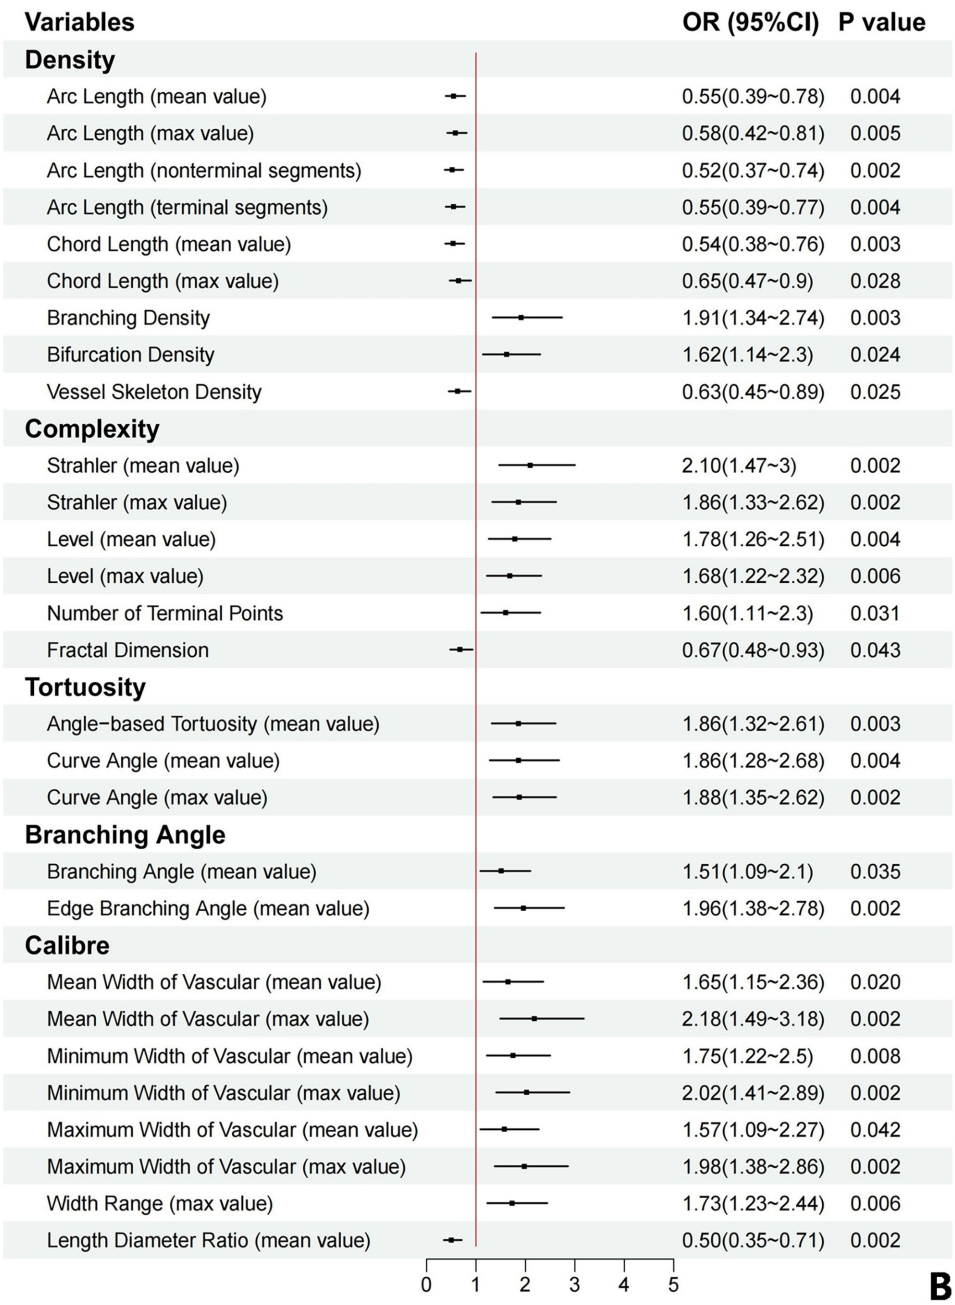 Variables OR (95%CI) P value
Density
Arc Length (mean value) 0.55(0.39~0.78) 0.004
Arc Length (max value) 0.58(0.42~0.81) 0.005
Arc Length (nonterminal segments) 0.52(0.37~0.74) 0.002
Arc Length (terminal segments) 0.55(0.39~0.77) 0.004
Chord Length (mean value) 0.54(0.38~0.76) 0.003
Chord Length (max value) 0.65(0.47~0.9) 0.028
Branching Density 1.91(1.34~2.74) 0.003
Bifurcation Density 1.62(1.14~2.3) 0.024
Vessel Skeleton Density 0.63(0.45~0.89) 0.025
Complexity
Strahler (mean value) 2.10(1.47~3) 0.002
Strahler (max value) 1.86(1.33~2.62) 0.002
Level (mean value) 1.78(1.26~2.51) 0.004
Level (max value) 1.68(1.22~2.32) 0.006
Number of Terminal Points 1.60(1.11~2.3) 0.031
Fractal Dimension 0.67(0.48~0.93) 0.043
Tortuosity
Angle−based Tortuosity (mean value) 1.86(1.32~2.61) 0.003
Curve Angle (mean value) 1.86(1.28~2.68) 0.004
Curve Angle (max value) 1.88(1.35~2.62) 0.002
Branching Angle
Branching Angle (mean value) 1.51(1.09~2.1) 0.035
Edge Branching Angle (mean value) 1.96(1.38~2.78) 0.002
Calibre
Mean Width of Vascular (mean value) 1.65(1.15~2.36) 0.020
Mean Width of Vascular (max value) 2.18(1.49~3.18) 0.002
Minimum Width of Vascular (mean value) 1.75(1.22~2.5) 0.008
Minimum Width of Vascular (max value) 2.02(1.41~2.89) 0.002
Maximum Width of Vascular (mean value) 1.57(1.09~2.27) 0.042
Maximum Width of Vascular (max value) 1.98(1.38~2.86) 0.002
Width Range (max value) 1.73(1.23~2.44) 0.006
Length Diameter Ratio (mean value) 0.50(0.35~0.71) 0.002
0 1 2 3 4 5
B